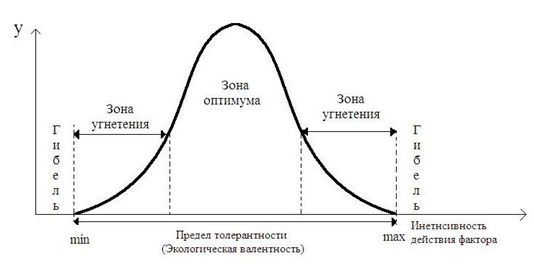 y
Зона
оптимума
Зона
угнетения
Зона
угнетения
Г
и
б
е
л
ь
Г
и
б
е
л
ь
min
Предел толерантности
(Экологическая валентность)
max
Инетнсивность
действия фактора